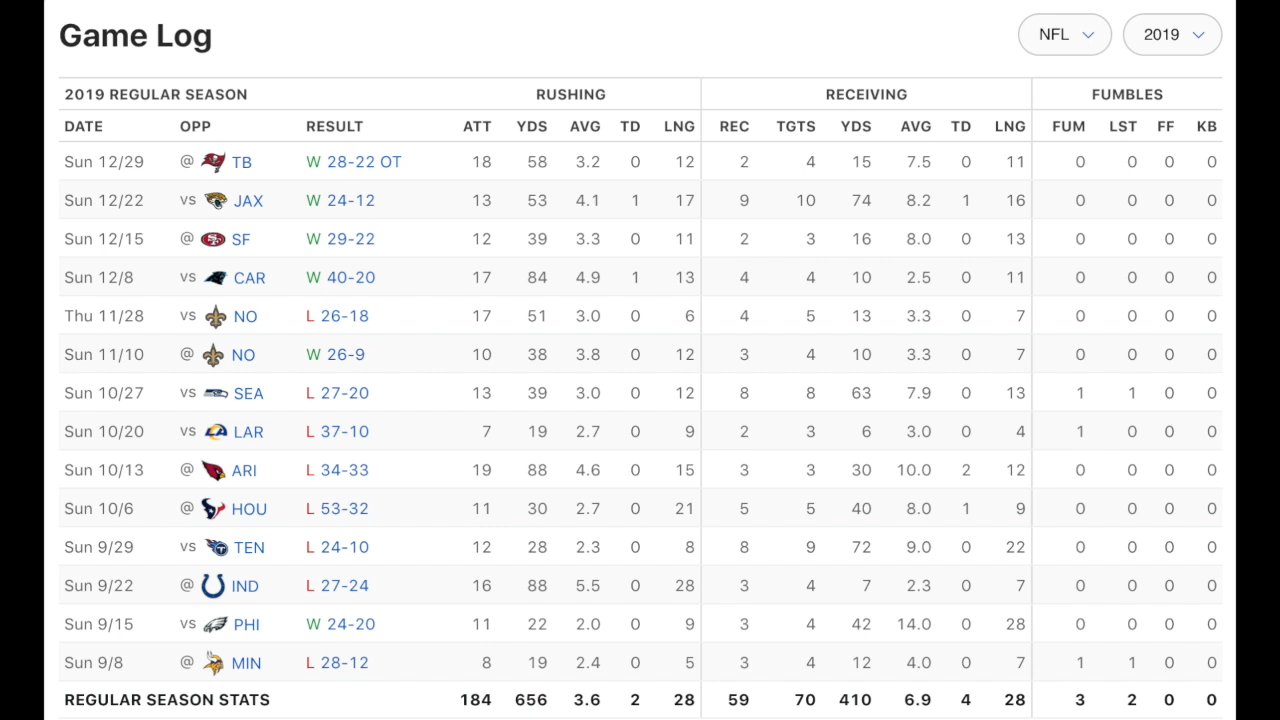 Game Log NFL 2019
2019 REGULAR SEASON RUSHING RECEIVING FUMBLES
DATE OPP RESULT ATT YDS AVG TD LNG REC TGTS YDS AVG TD LNG FUM LST FF KB
Sun 12/29 @ TB W 28-22 OT 18 58 3.2 0 12 2 4 15 7.5 0 11 0 0 0 0
Sun 12/22 vs JAX W 24-12 13 53 4.1 1 17 9 10 74 8.2 1 16 0 0 0 0
Sun 12/15 @ SF W 29-22 12 39 3.3 0 11 2 3 16 8.0 0 13 0 0 0 0
Sun 12/8 vs CAR W 40-20 17 84 4.9 1 13 4 4 10 2.5 0 11 0 0 0 0
Thu 11/28 vs NO L 26-18 17 51 3.0 0 6 4 5 13 3.3 0 7 0 0 0 0
Sun 11/10 @ NO W 26-9 10 38 3.8 0 12 3 4 10 3.3 0 7 0 0 0 0
Sun 10/27 vs SEA L 27-20 13 39 3.0 0 12 8 8 63 7.9 0 13 1 1 0 0
Sun 10/20 vs LAR L 37-10 7 19 2.7 0 9 2 3 6 3.0 0 4 1 0 0 0
Sun 10/13 @ ARI L 34-33 19 88 4.6 0 15 3 3 30 10.0 2 12 0 0 0 0
Sun 10/6 @ HOU L 53-32 11 30 2.7 0 21 5 5 40 8.0 1 9 0 0 0 0
Sun 9/29 vs TEN L 24-10 12 28 2.3 0 8 8 9 72 9.0 0 22 0 0 0 0
Sun 9/22 @ IND L 27-24 16 88 5.5 0 28 3 4 7 2.3 0 7 0 0 0 0
Sun 9/15 vs PHI W 24-20 11 22 2.0 0 9 3 4 42 14.0 0 28 0 0 0 0
Sun 9/8 @ MIN L 28-12 8 19 2.4 0 5 3 4 12 4.0 0 7 1 1 0 0
REGULAR SEASON STATS 184 656 3.6 2 28 59 70 410 6.9 4 28 3 2 0 0